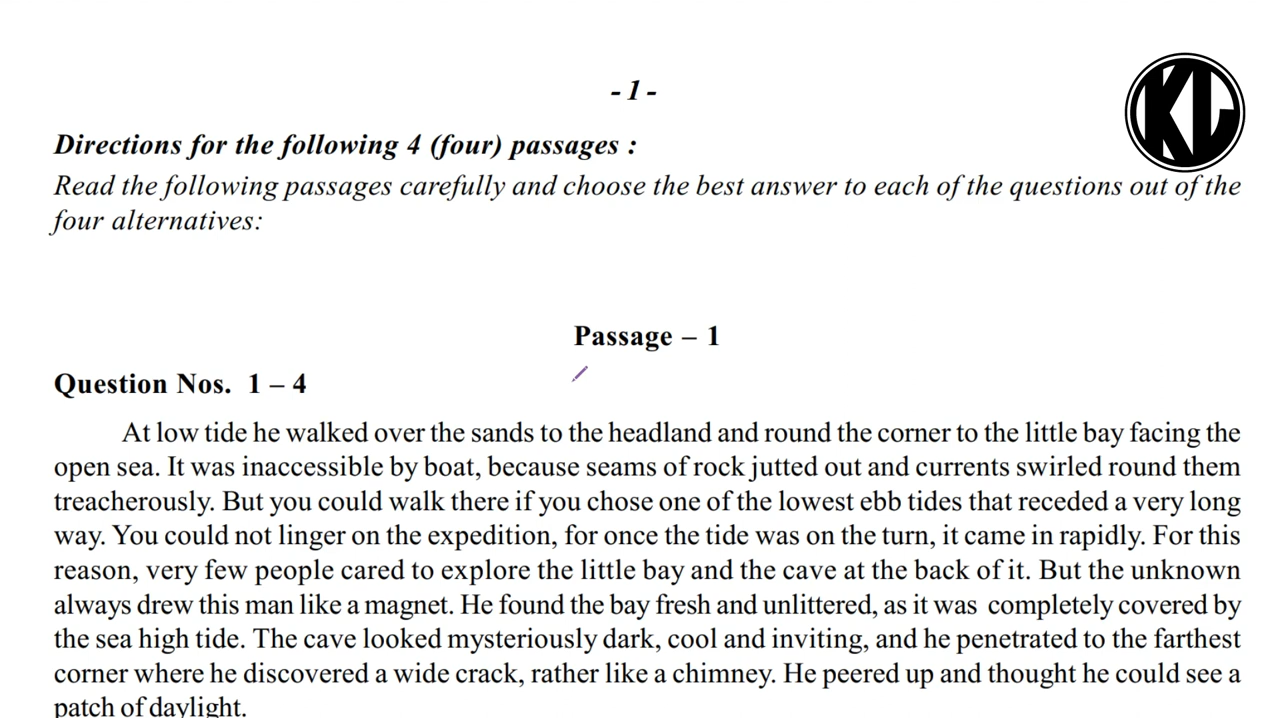 - 1 -
KL
Directions for the following 4 (four) passages :
Read the following passages carefully and choose the best answer to each of the questions out of the
four alternatives:
Passage – 1
Question Nos. 1 – 4
At low tide he walked over the sands to the headland and round the corner to the little bay facing the
open sea. It was inaccessible by boat, because seams of rock jutted out and currents swirled round them
treacherously. But you could walk there if you chose one of the lowest ebb tides that receded a very long
way. You could not linger on the expedition, for once the tide was on the turn, it came in rapidly. For this
reason, very few people cared to explore the little bay and the cave at the back of it. But the unknown
always drew this man like a magnet. He found the bay fresh and unlittered, as it was completely covered by
the sea high tide. The cave looked mysteriously dark, cool and inviting, and he penetrated to the farthest
corner where he discovered a wide crack, rather like a chimney. He peered up and thought he could see a
patch of daylight.